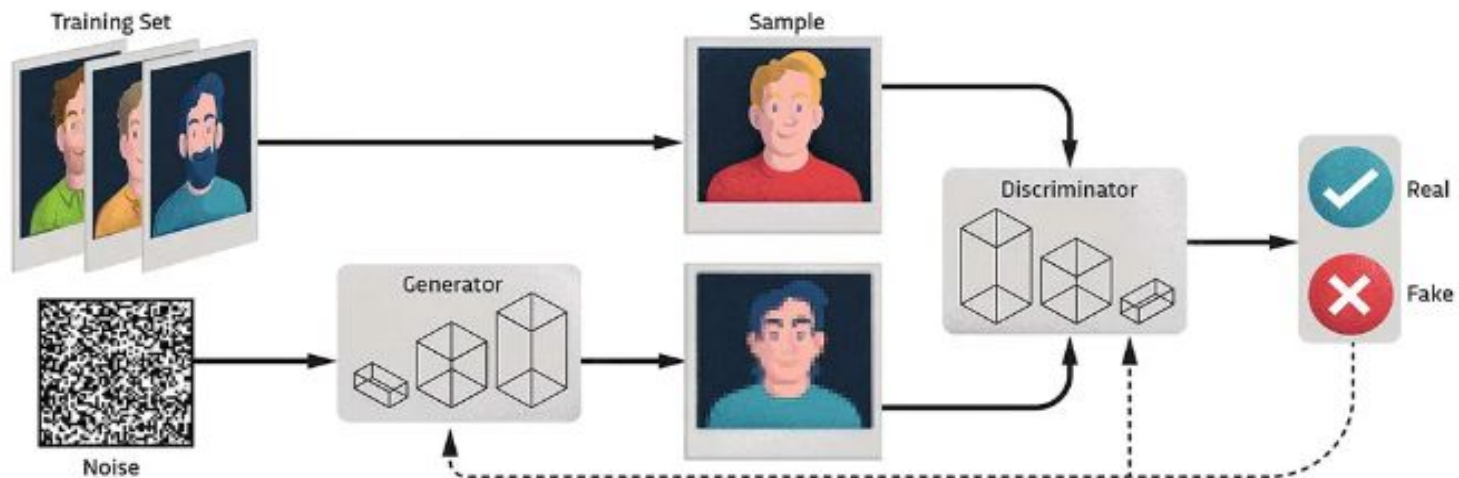 Training Set
Sample
Discriminator
Real
Generator
Fake
Noise